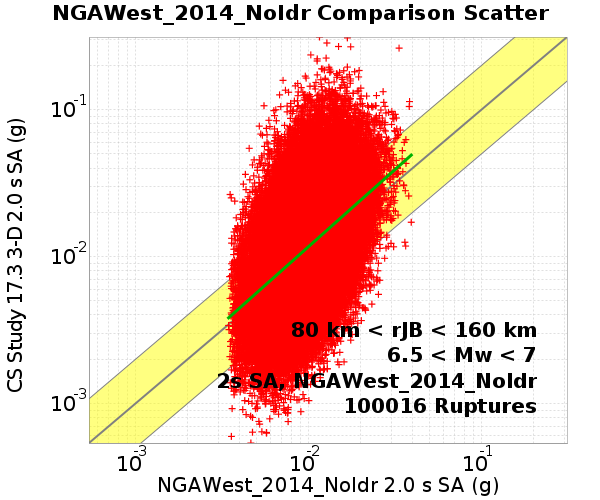 NGAWest_2014_NoIdr Comparison Scatter
CS Study 17.3 3-D 2.0 s SA (g)
10-1
10-2
10-3
80 km < rJB < 160 km
6.5 < Mw < 7
2s SA, NGAWest_2014_NoIdr
100016 Ruptures
10-3 10-2 10-1
NGAWest_2014_NoIdr 2.0 s SA (g)